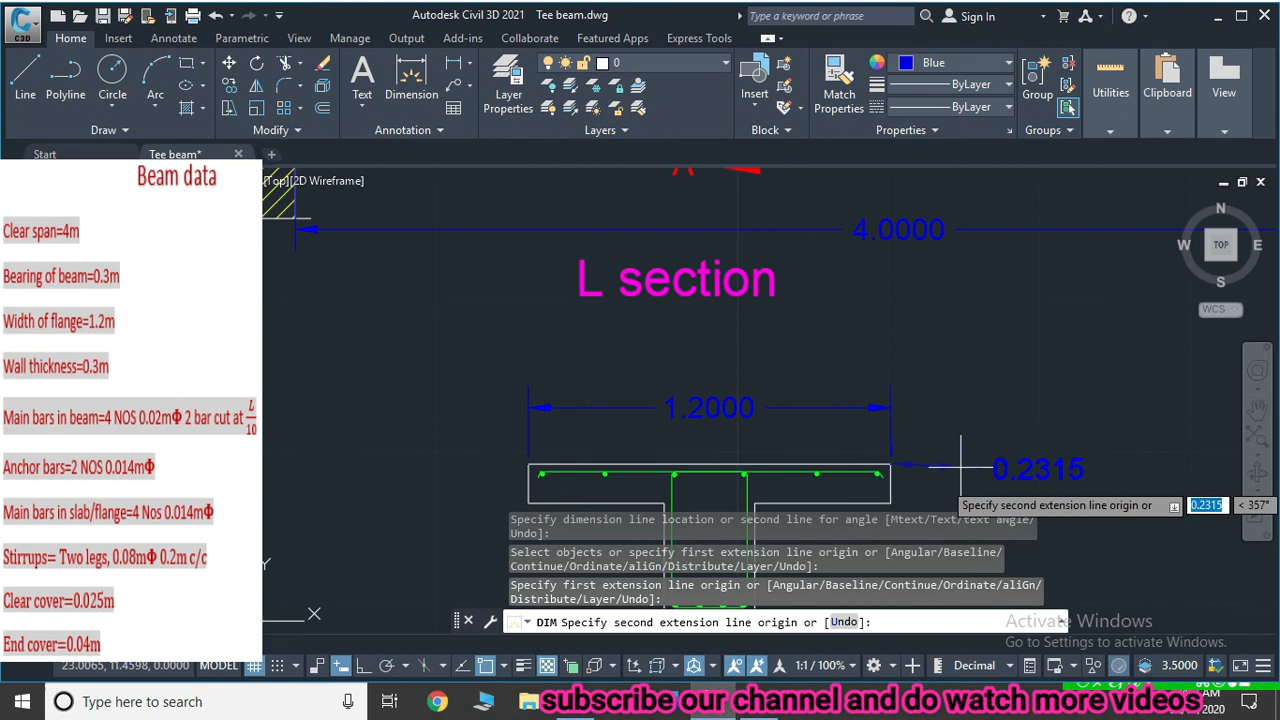 Autodesk Civil 3D 2021 Tee beam.dwg
Type a keyword or phrase
Sign In
C3D
Home Insert Annotate Parametric View Manage Output Add-ins Collaborate Featured Apps Express Tools
Line Polyline Circle Arc
Text Dimension
Layer Properties
0
Insert
Match Properties
Blue
ByLayer
ByLayer
Group
Utilities Clipboard View
Draw Modify Annotation Layers Block Properties Groups
Start Tee beam*
Beam data
Clear span=4m
Bearing of beam=0.3m
Width of flange=1.2m
Wall thickness=0.3m
Main bars in beam=4 NOS 0.02mΦ 2 bar cut at L/10
Anchor bars=2 NOS 0.014mΦ
Main bars in slab/flange=4 Nos 0.014mΦ
Stirrups= Two legs, 0.08mΦ 0.2m c/c
Clear cover=0.025m
End cover=0.04m
[Top][2D Wireframe]
N
W TOP E
S
WCS
4.0000
L section
1.2000
0.2315
Specify second extension line origin or 0.2315 < 357°
Specify dimension line location or second line for angle [Mtext/Text/text aNgle/
Undo]:
Select objects or specify first extension line origin or [Angular/Baseline/
Continue/Ordinate/aliGn/Distribute/Layer/Undo]:
Specify first extension line origin or [Angular/Baseline/Continue/Ordinate/aliGn/
Distribute/Layer/Undo]:
DIM Specify second extension line origin or [Undo]:
Y
Activate Windows
Go to Settings to activate Windows.
23.0065, 11.4598, 0.0000 MODEL 1:1 / 100% Decimal 3.5000
Type here to search
subscribe our channel and do watch more videos